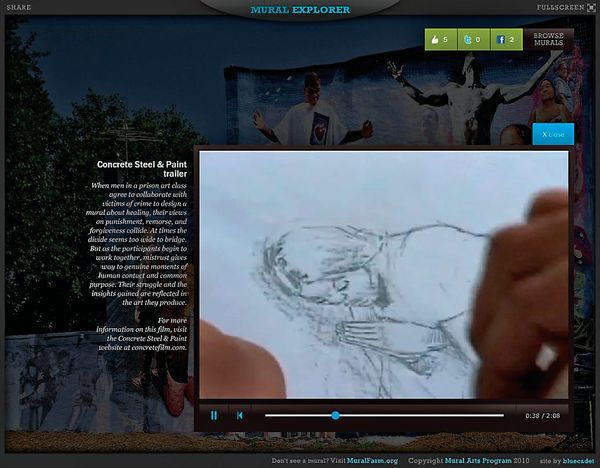 SHARE
MURAL EXPLORER
FULLSCREEN
5
0
2
BROWSE
MURALS
X Close
Concrete Steel & Paint
trailer
When men in a prison art class
agree to collaborate with
victims of crime to design a
mural about healing, their views
on punishment, remorse, and
forgiveness collide. At times the
divide seems too wide to bridge.
But as the participants begin to
work together, mistrust gives
way to genuine moments of
human contact and common
purpose. Their struggle and the
insights gained are reflected in
the art they produce.
For more
information on this film, visit
the Concrete Steel & Paint
website at concretefilm.com.
0:38 / 2:08
Don't see a mural? Visit MuralFarm.org
Copyright Mural Arts Program 2010
site by bluecadet